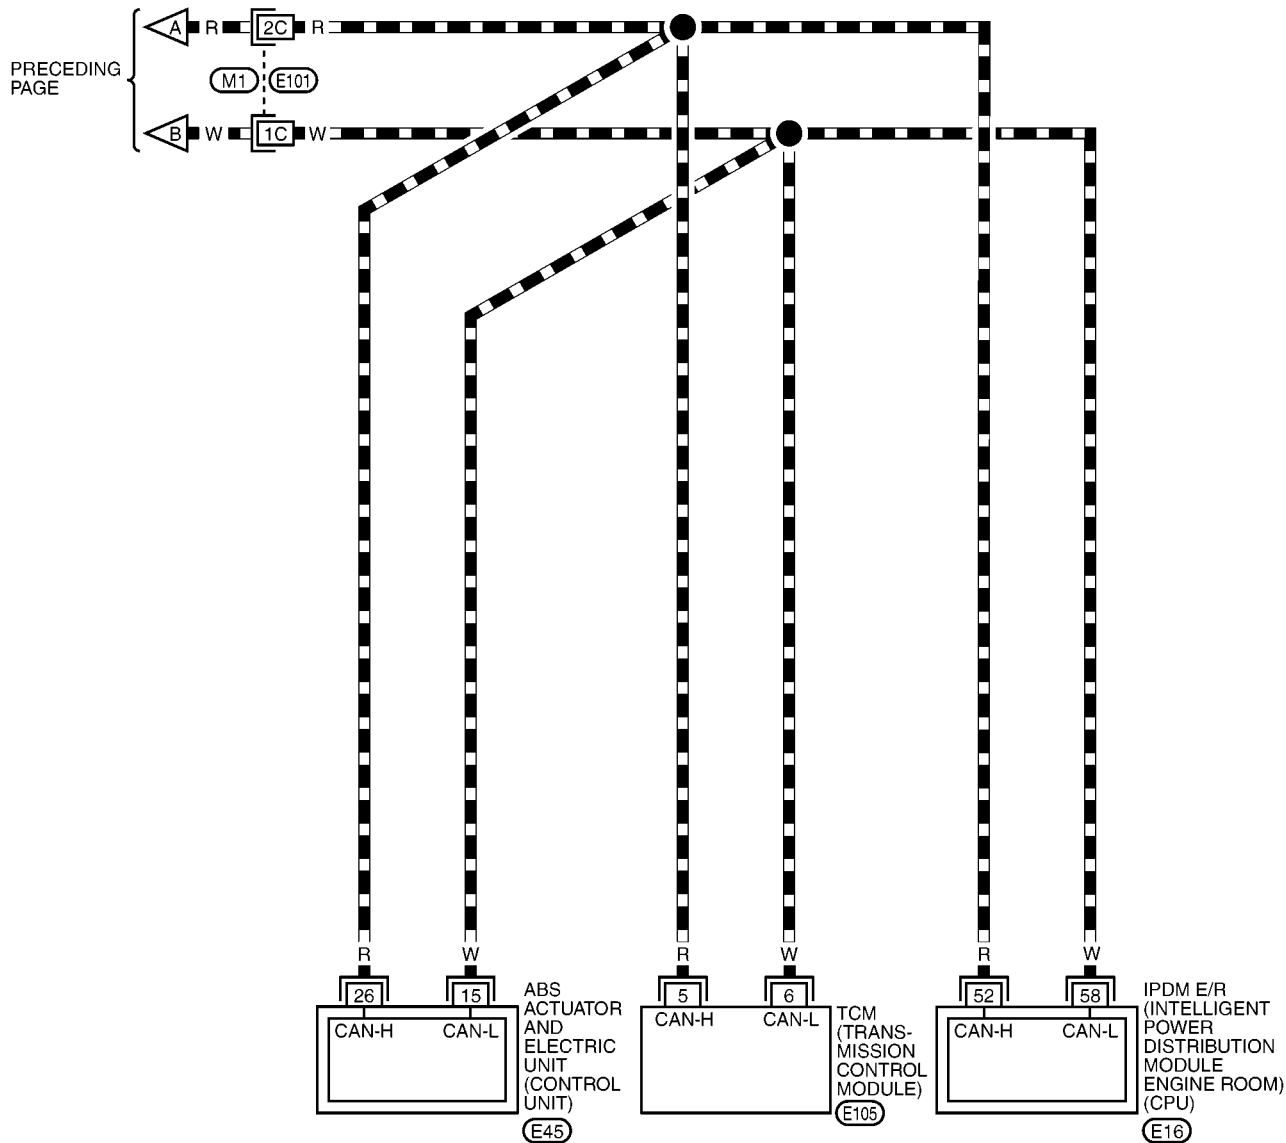 A R 2C R
PRECEDING
PAGE
M1 E101
B W 1C W
R W R W R W
26 15 5 6 52 58
CAN-H CAN-L
ABS
ACTUATOR
AND
ELECTRIC
UNIT
(CONTROL
UNIT)
E45
CAN-H CAN-L
TCM
(TRANS-
MISSION
CONTROL
MODULE)
E105
CAN-H CAN-L
IPDM E/R
(INTELLIGENT
POWER
DISTRIBUTION
MODULE
ENGINE ROOM)
(CPU)
E16